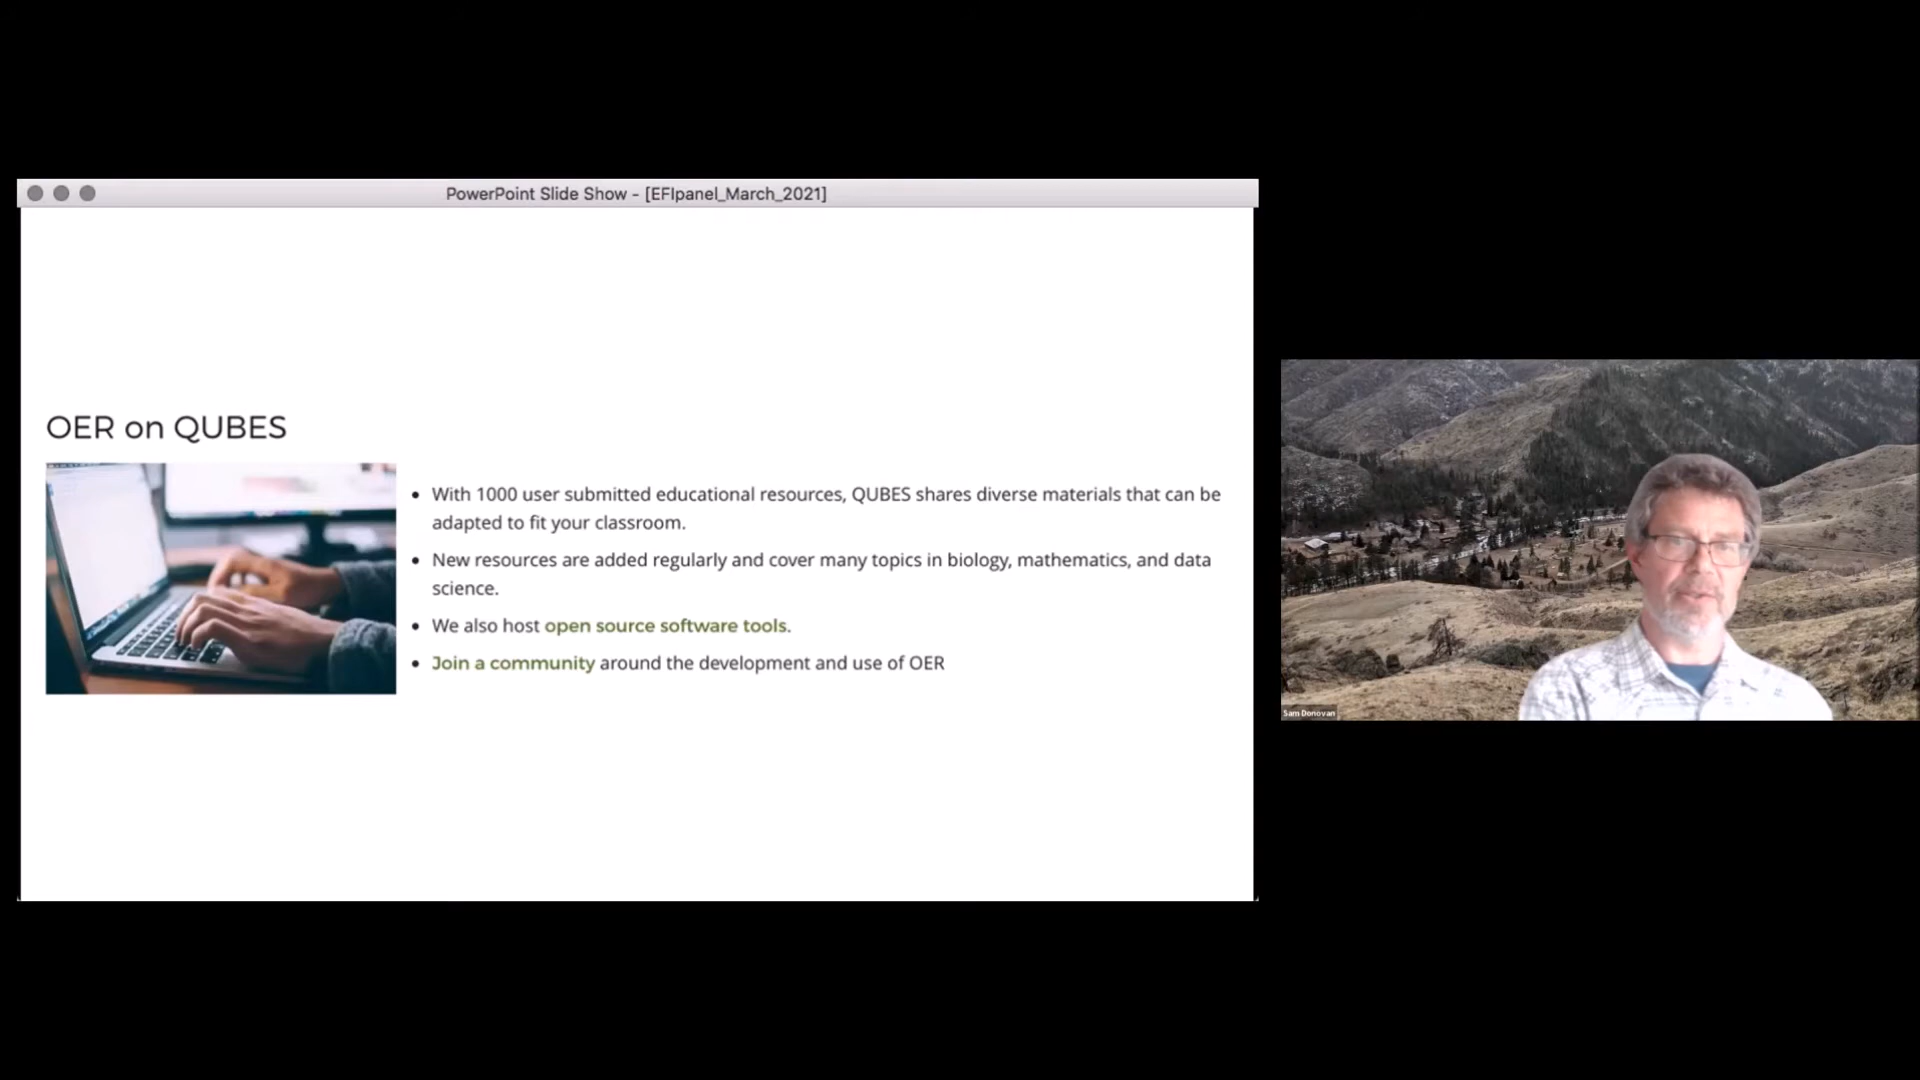 PowerPoint Slide Show - [EFIpanel_March_2021]
OER on QUBES
• With 1000 user submitted educational resources, QUBES shares diverse materials that can be
adapted to fit your classroom.
• New resources are added regularly and cover many topics in biology, mathematics, and data
science.
• We also host open source software tools.
• Join a community around the development and use of OER
Sam Donovan